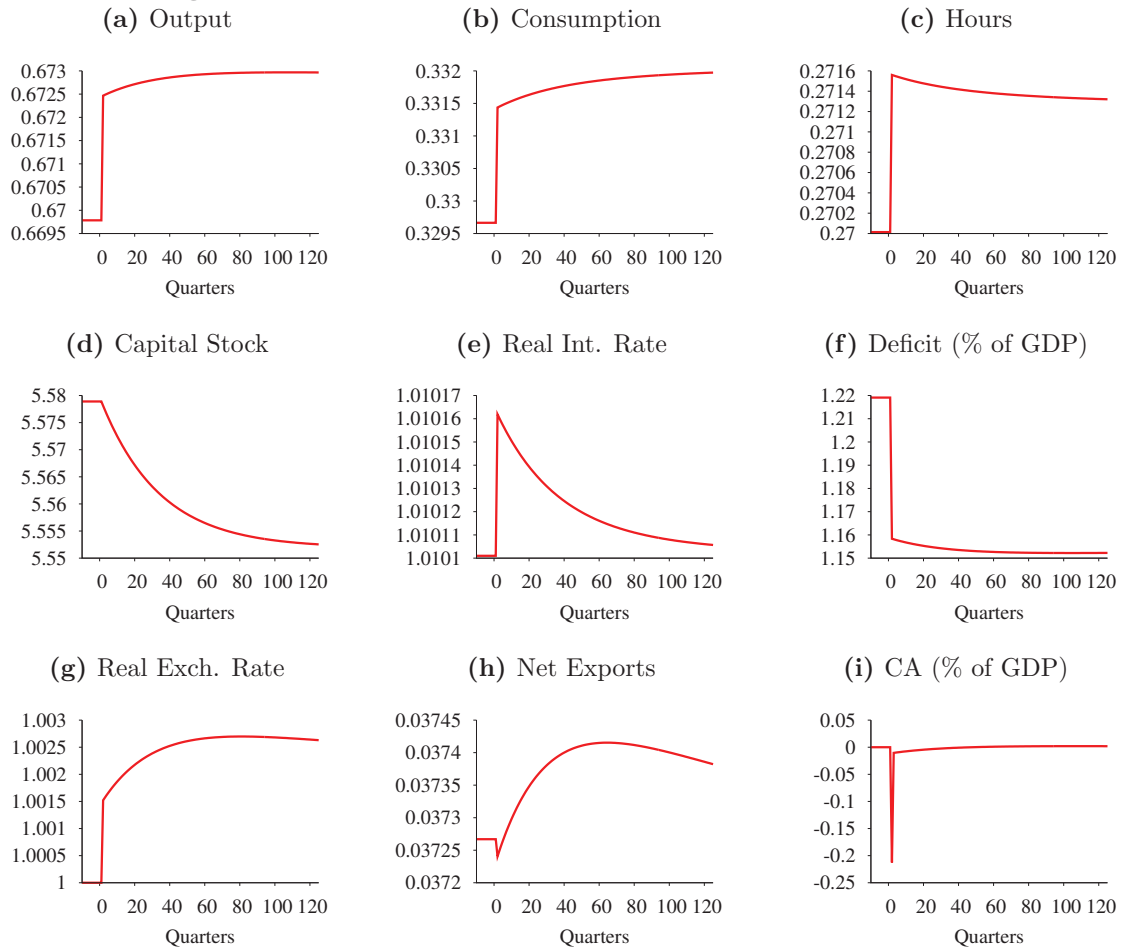 (a) Output
(b) Consumption
(c) Hours
0.673
0.6725
0.672
0.6715
0.671
0.6705
0.67
0.6695
0 20 40 60 80 100 120
Quarters
0.332
0.3315
0.331
0.3305
0.33
0.3295
0 20 40 60 80 100 120
Quarters
0.2716
0.2714
0.2712
0.271
0.2708
0.2706
0.2704
0.2702
0.27
0 20 40 60 80 100 120
Quarters
(d) Capital Stock
(e) Real Int. Rate
(f) Deficit (% of GDP)
5.58
5.575
5.57
5.565
5.56
5.555
5.55
0 20 40 60 80 100 120
Quarters
1.01017
1.01016
1.01015
1.01014
1.01013
1.01012
1.01011
1.0101
0 20 40 60 80 100 120
Quarters
1.22
1.21
1.2
1.19
1.18
1.17
1.16
1.15
0 20 40 60 80 100 120
Quarters
(g) Real Exch. Rate
(h) Net Exports
(i) CA (% of GDP)
1.003
1.0025
1.002
1.0015
1.001
1.0005
1
0 20 40 60 80 100 120
Quarters
0.03745
0.0374
0.03735
0.0373
0.03725
0.0372
0 20 40 60 80 100 120
Quarters
0.05
0
-0.05
-0.1
-0.15
-0.2
-0.25
0 20 40 60 80 100 120
Quarters